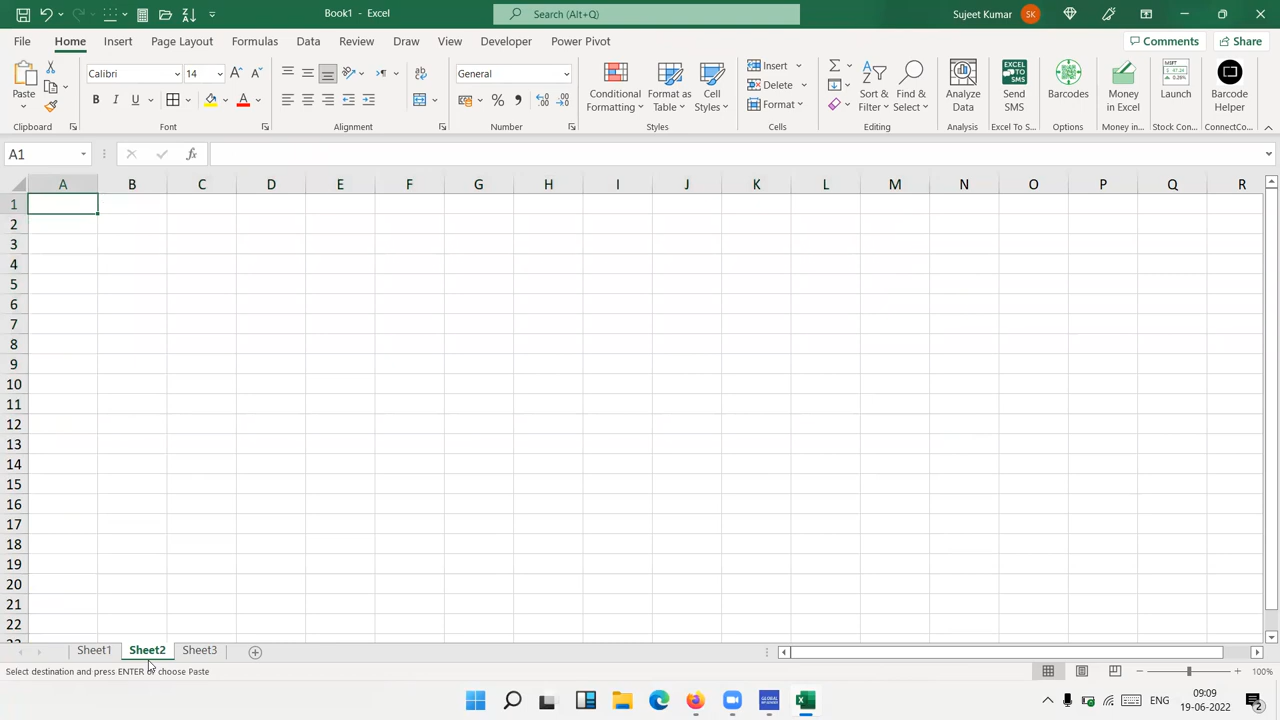 Book1 - Excel
Search (Alt+Q)
Sujeet Kumar
SK
File
Home
Insert
Page Layout
Formulas
Data
Review
View
Draw
Developer
Power Pivot
Comments
Share
Paste
Clipboard
Calibri
14
B I U
Font
Alignment
General
Number
Conditional Formatting
Format as Table
Cell Styles
Styles
Insert
Delete
Format
Cells
Sort & Filter
Find & Select
Editing
Analyze Data
Analysis
Send SMS
Excel To S...
Barcodes
Options
Money in Excel
Money in...
Launch
Stock Con...
Barcode Helper
ConnectCo...
A1
fx
A B C D E F G H I J K L M N O P Q R
1
2
3
4
5
6
7
8
9
10
11
12
13
14
15
16
17
18
19
20
21
22
Sheet1
Sheet2
Sheet3
Select destination and press ENTER or choose Paste
100%
ENG
09:09
19-06-2022
2